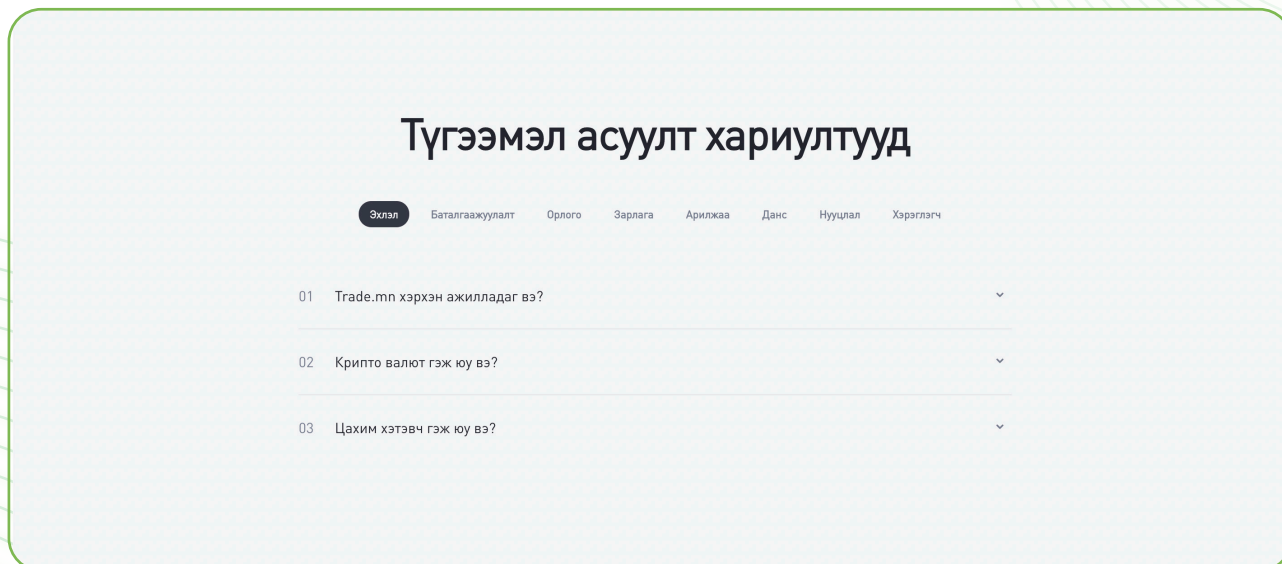 Түгээмэл асуулт хариултууд
Эхлэл Баталгаажуулалт Орлого Зарлага Арилжаа Данс Нууцлал Хэрэглэгч
01 Trade.mn хэрхэн ажилладаг вэ?
02 Крипто валют гэж юу вэ?
03 Цахим хэтэвч гэж юу вэ?